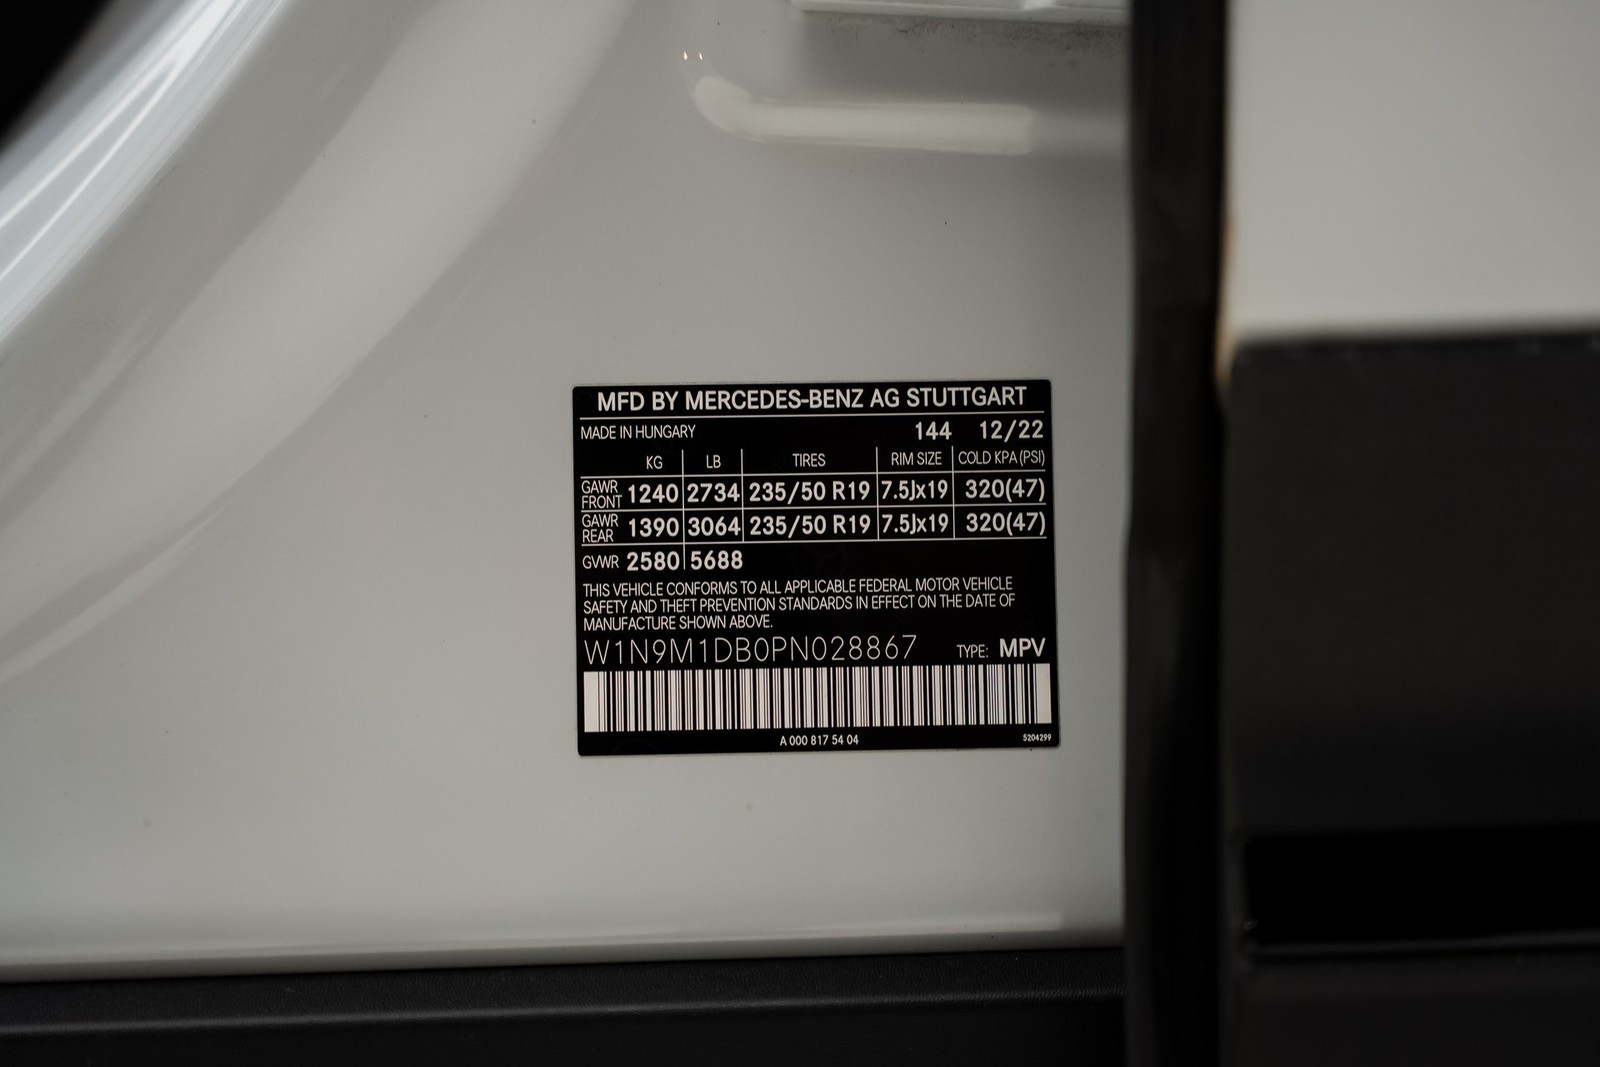 MFD BY MERCEDES-BENZ AG STUTTGART
MADE IN HUNGARY 144 12/22
KG LB TIRES RIM SIZE COLD KPA (PSI)
GAWR FRONT 1240 2734 235/50 R19 7.5Jx19 320(47)
GAWR REAR 1390 3064 235/50 R19 7.5Jx19 320(47)
GVWR 2580 5688
THIS VEHICLE CONFORMS TO ALL APPLICABLE FEDERAL MOTOR VEHICLE
SAFETY AND THEFT PREVENTION STANDARDS IN EFFECT ON THE DATE OF
MANUFACTURE SHOWN ABOVE.
W1N9M1DB0PN028867 TYPE: MPV
A 000 817 54 04 5204299